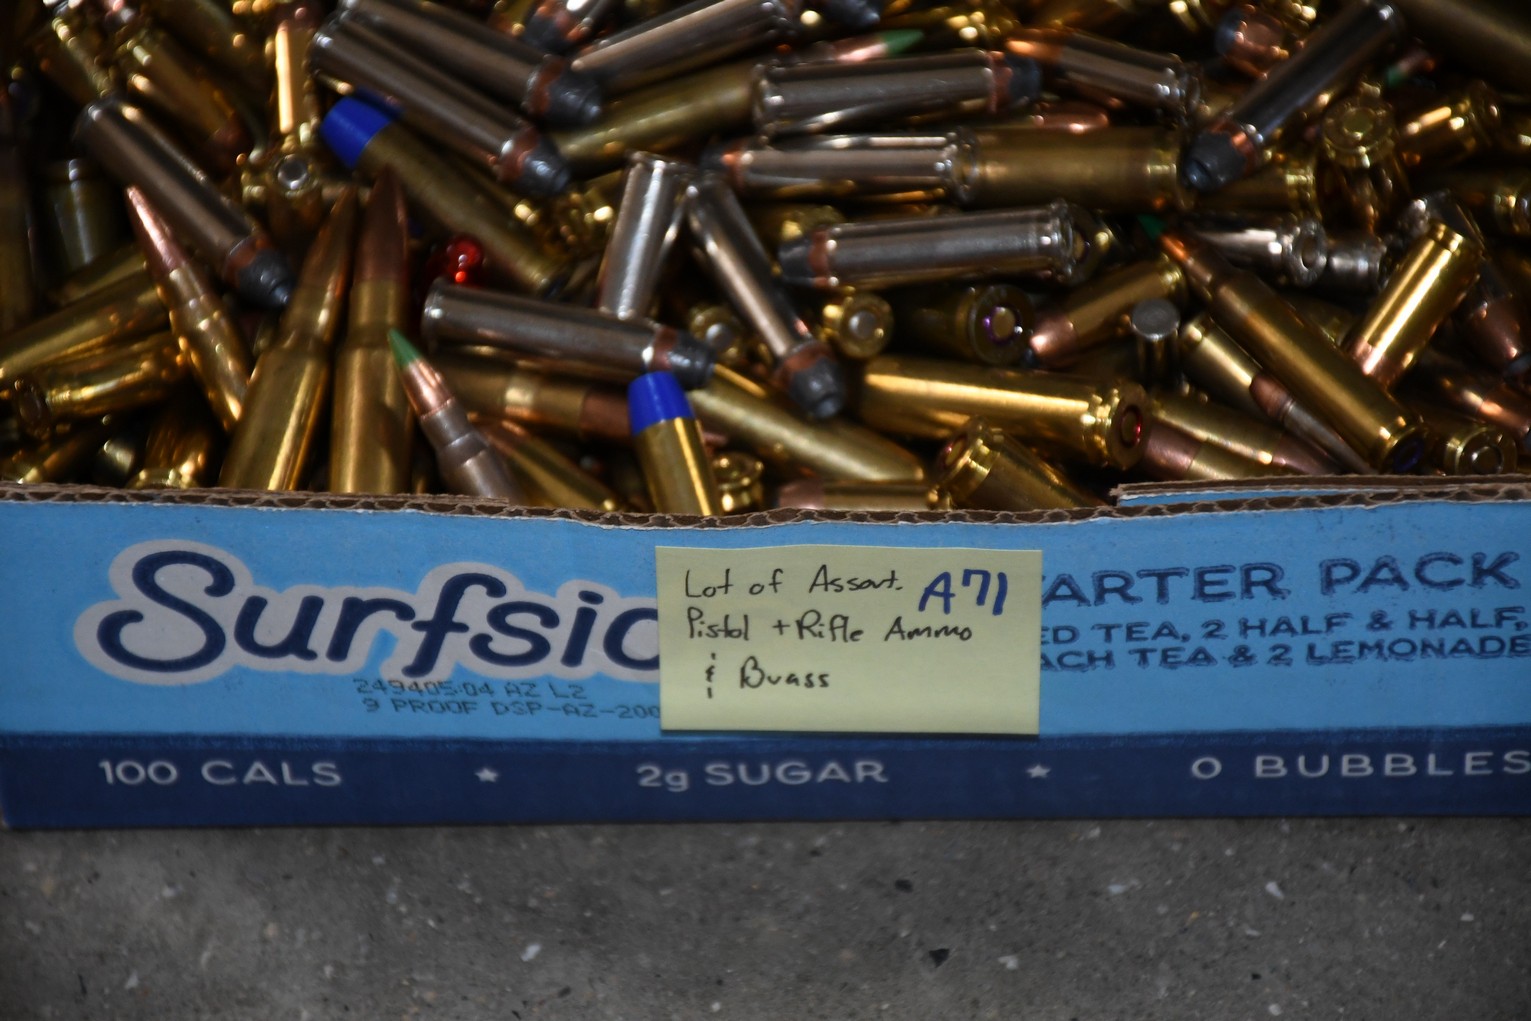 Surfsid
249405:04 AZ L2
9 PROOF DSP-AZ-200
Lot of Assort. A71
Pistol + Rifle Ammo
& Brass
ARTER PACK
ED TEA, 2 HALF & HALF,
ACH TEA & 2 LEMONADE
100 CALS ★ 2g SUGAR ★ 0 BUBBLES